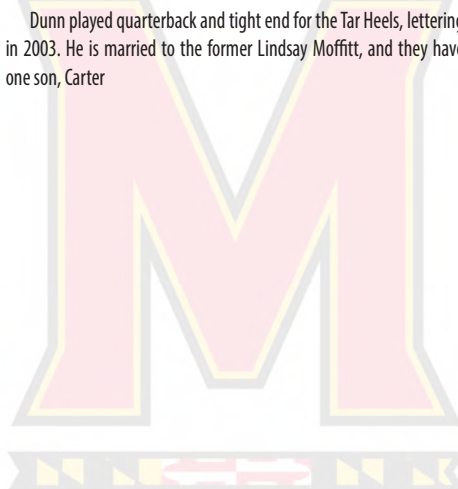 Dunn played quarterback and tight end for the Tar Heels, lettering
in 2003. He is married to the former Lindsay Moffitt, and they have
one son, Carter
M